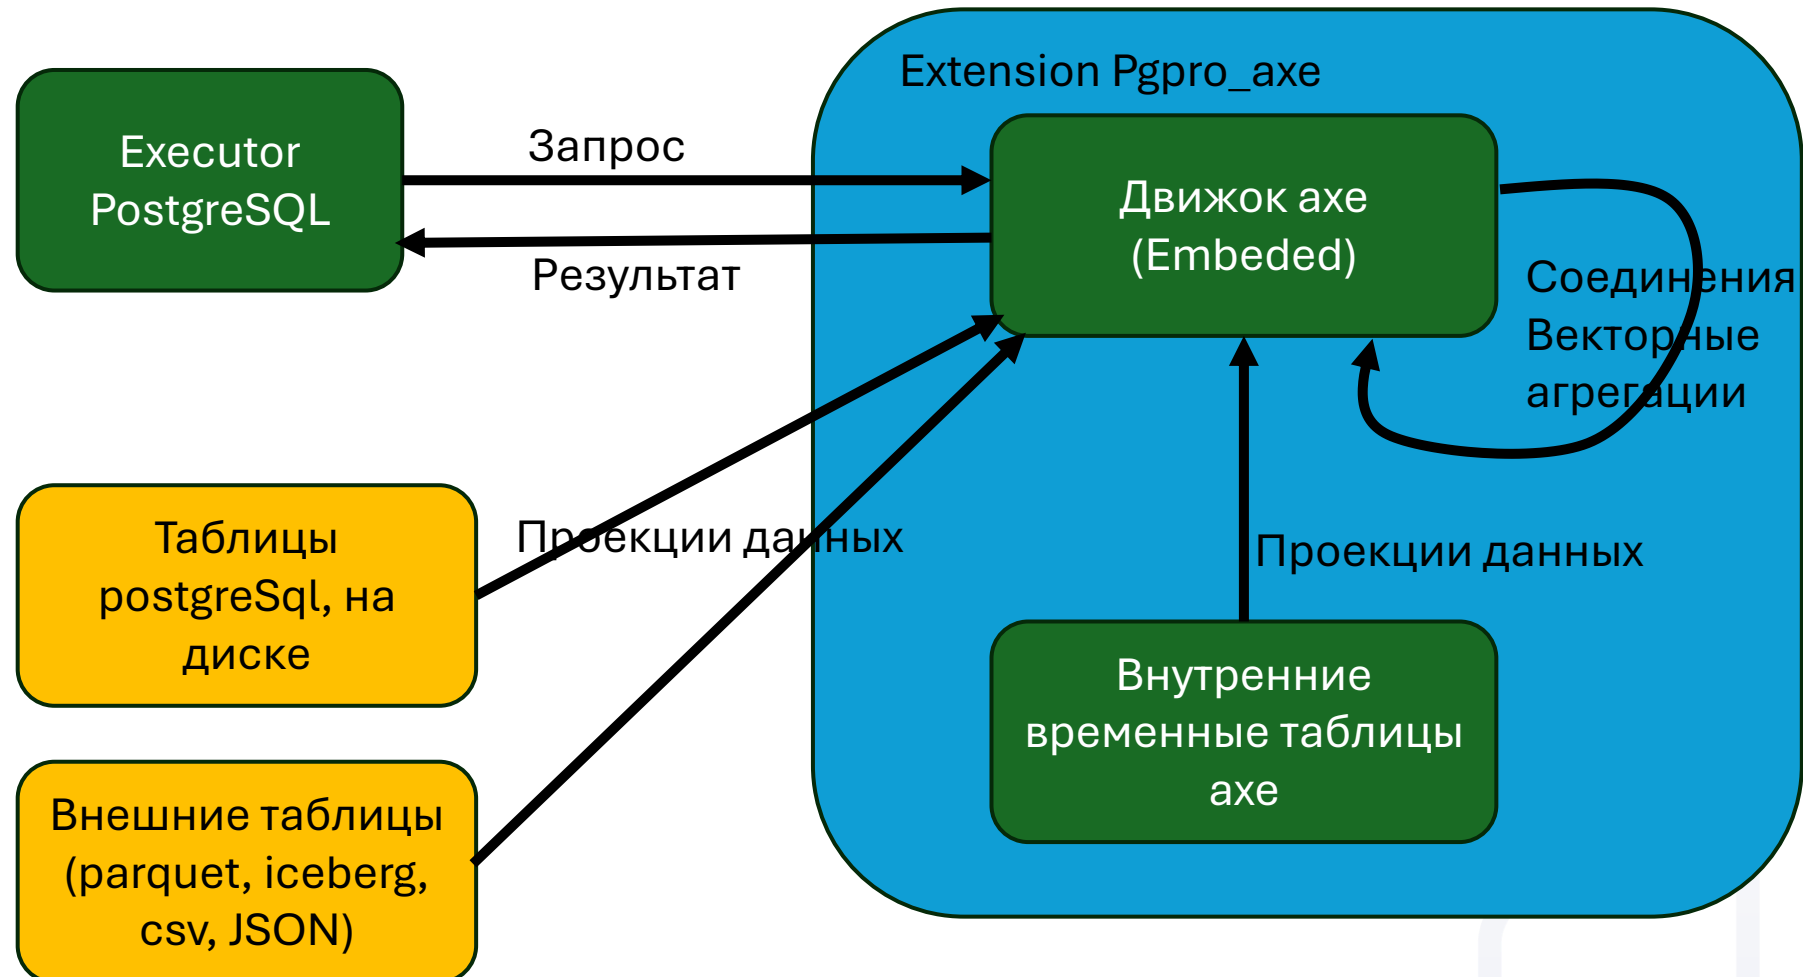 Extension Pgpro_axe
Executor
PostgreSQL
Запрос
Результат
Движок axe
(Embeded)
Соединения
Векторные
агрегации
Таблицы
postgreSql, на
диске
Проекции данных
Проекции данных
Внутренние
временные таблицы
axe
Внешние таблицы
(parquet, iceberg,
csv, JSON)